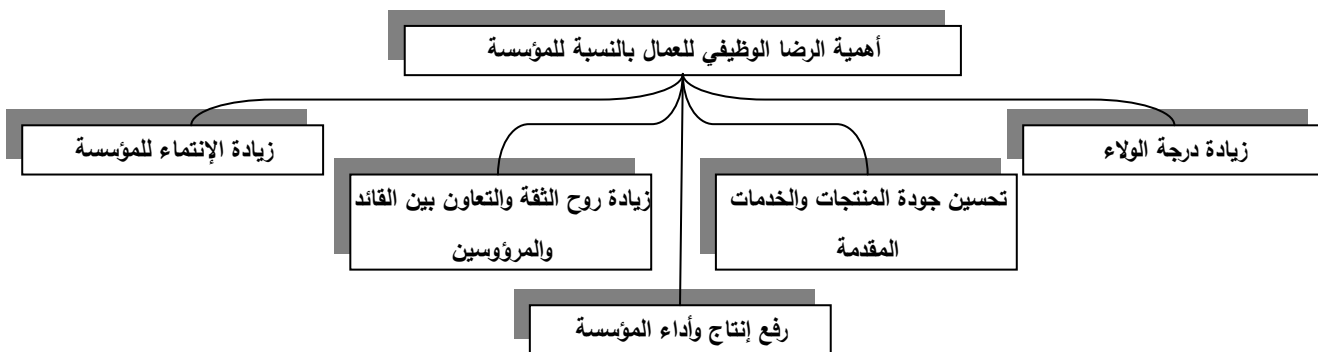 أهمية الرضا الوظيفي للعمال بالنسبة للمؤسسة
زيادة درجة الولاء
زيادة الإنتماء للمؤسسة
تحسين جودة المنتجات والخدمات
المقدمة
زيادة روح الثقة والتعاون بين القائد
والمرؤوسين
رفع إنتاج وأداء المؤسسة